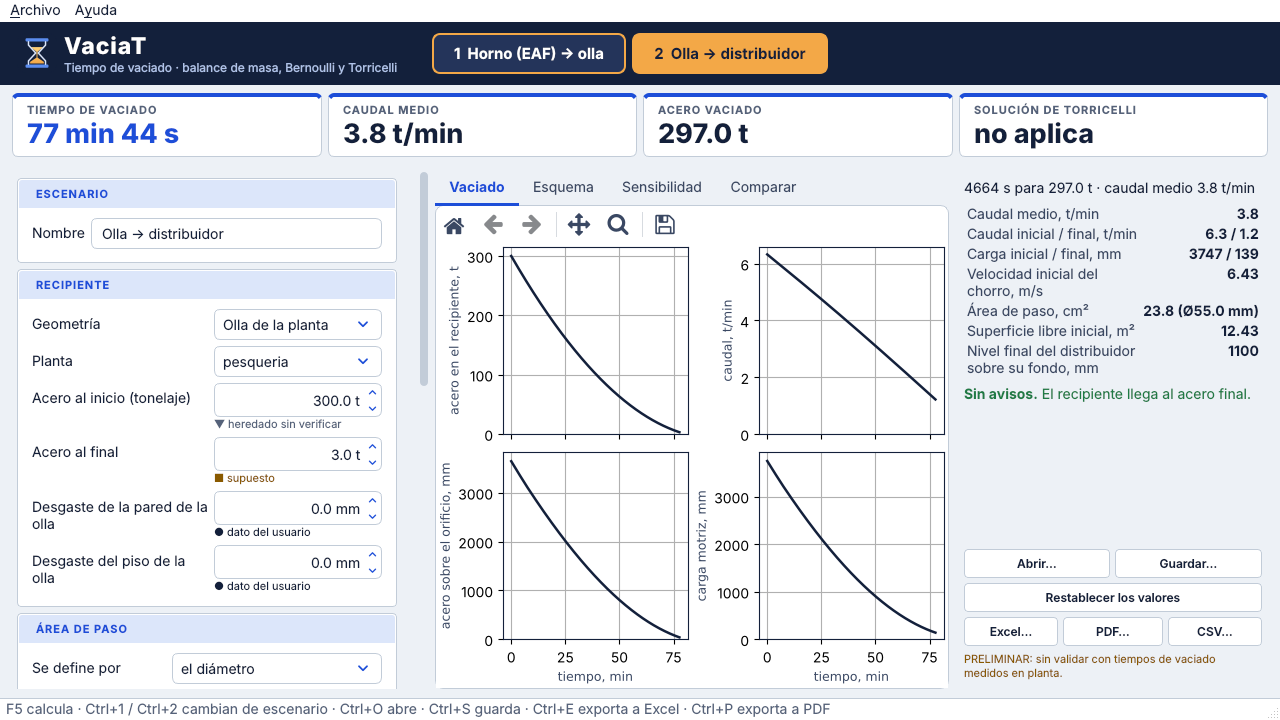 Archivo Ayuda
VaciaT
Tiempo de vaciado · balance de masa, Bernoulli y Torricelli
1 Horno (EAF) → olla
2 Olla → distribuidor
TIEMPO DE VACIADO
77 min 44 s
CAUDAL MEDIO
3.8 t/min
ACERO VACIADO
297.0 t
SOLUCIÓN DE TORRICELLI
no aplica
ESCENARIO
Nombre Olla → distribuidor
RECIPIENTE
Geometría Olla de la planta
Planta pesqueria
Acero al inicio (tonelaje) 300.0 t
▼ heredado sin verificar
Acero al final 3.0 t
■ supuesto
Desgaste de la pared de la
olla
0.0 mm
● dato del usuario
Desgaste del piso de la
olla
0.0 mm
● dato del usuario
ÁREA DE PASO
Se define por el diámetro
Vaciado Esquema Sensibilidad Comparar
acero en el recipiente, t
300
200
100
0
caudal, t/min
6
4
2
0
acero sobre el orificio, mm
3000
2000
1000
0
0 25 50 75
tiempo, min
carga motriz, mm
3000
2000
1000
0
0 25 50 75
tiempo, min
4664 s para 297.0 t · caudal medio 3.8 t/min
Caudal medio, t/min 3.8
Caudal inicial / final, t/min 6.3 / 1.2
Carga inicial / final, mm 3747 / 139
Velocidad inicial del 6.43
chorro, m/s
Área de paso, cm² 23.8 (Ø55.0 mm)
Superficie libre inicial, m² 12.43
Nivel final del distribuidor 1100
sobre su fondo, mm
Sin avisos. El recipiente llega al acero final.
Abrir... Guardar...
Restablecer los valores
Excel... PDF... CSV...
PRELIMINAR: sin validar con tiempos de vaciado
medidos en planta.
F5 calcula · Ctrl+1 / Ctrl+2 cambian de escenario · Ctrl+O abre · Ctrl+S guarda · Ctrl+E exporta a Excel · Ctrl+P exporta a PDF